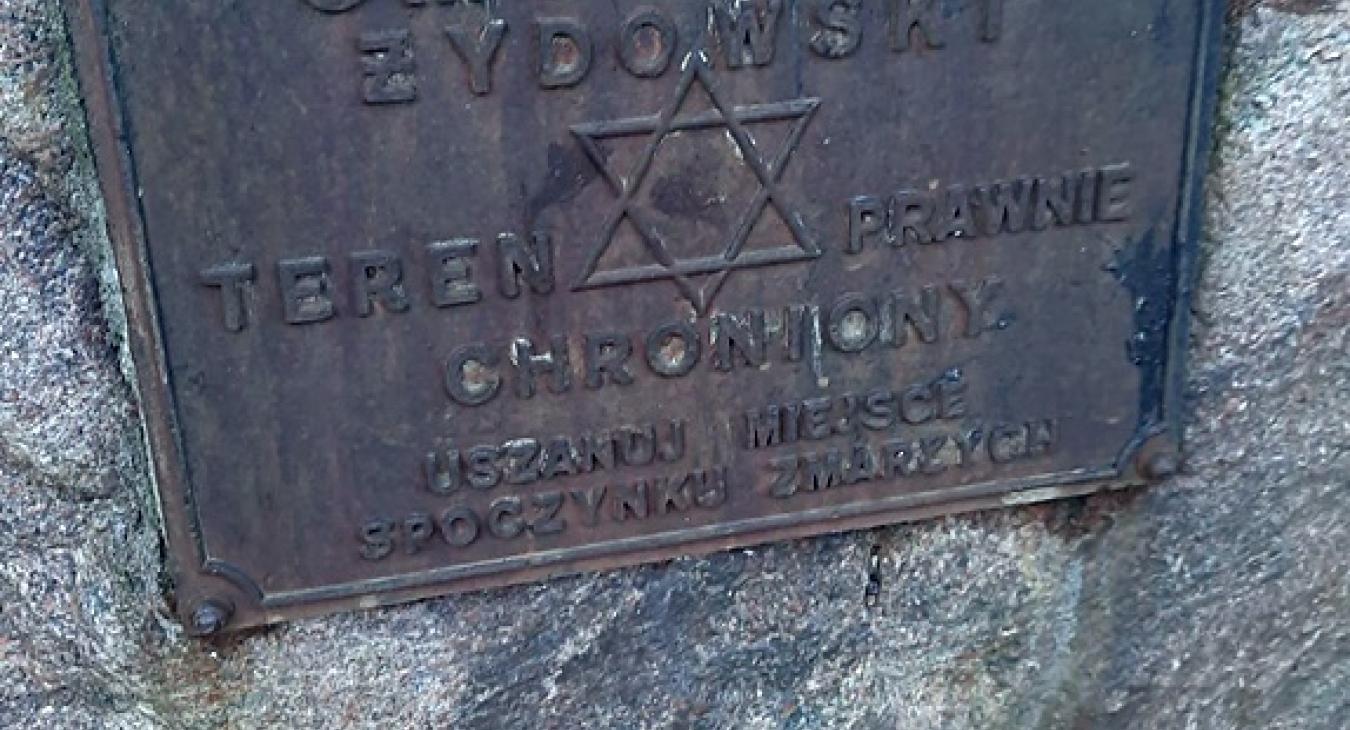 ŻYDOWSKI
TEREN PRAWNIE
CHRONIONY
USZANUJ MIEJSCE
SPOCZYNKU ZMARŁYCH